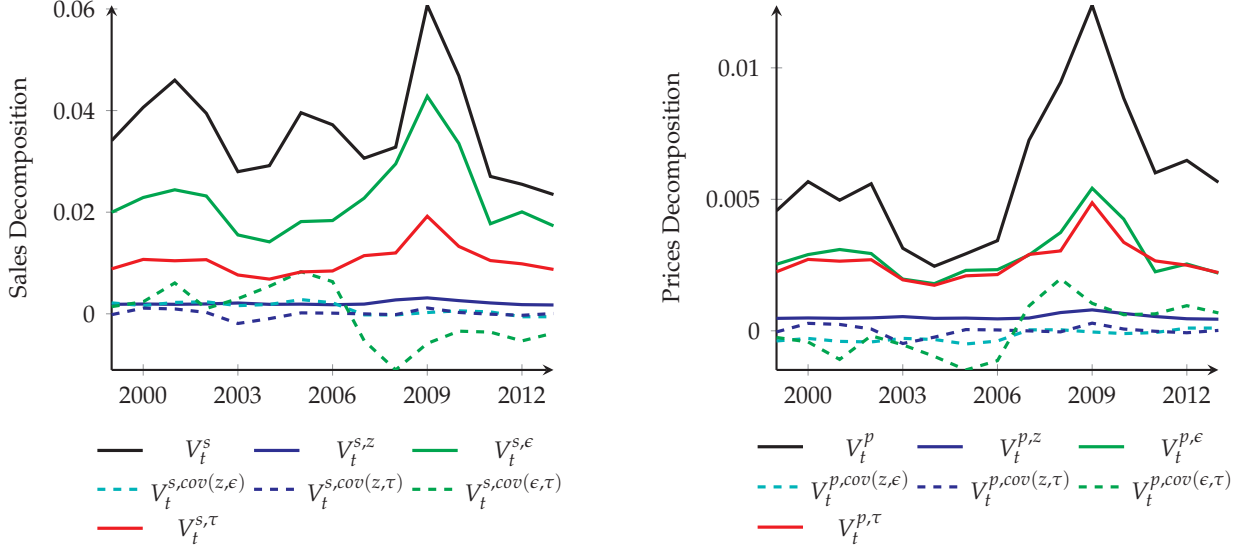 Sales Decomposition
0.06
0.04
0.02
0
2000 2003 2006 2009 2012
V_t^s V_t^{s,z} V_t^{s,ϵ}
V_t^{s,cov(z,ϵ)} V_t^{s,cov(z,τ)} V_t^{s,cov(ϵ,τ)}
V_t^{s,τ}
Prices Decomposition
0.01
0.005
0
2000 2003 2006 2009 2012
V_t^p V_t^{p,z} V_t^{p,ϵ}
V_t^{p,cov(z,ϵ)} V_t^{p,cov(z,τ)} V_t^{p,cov(ϵ,τ)}
V_t^{p,τ}